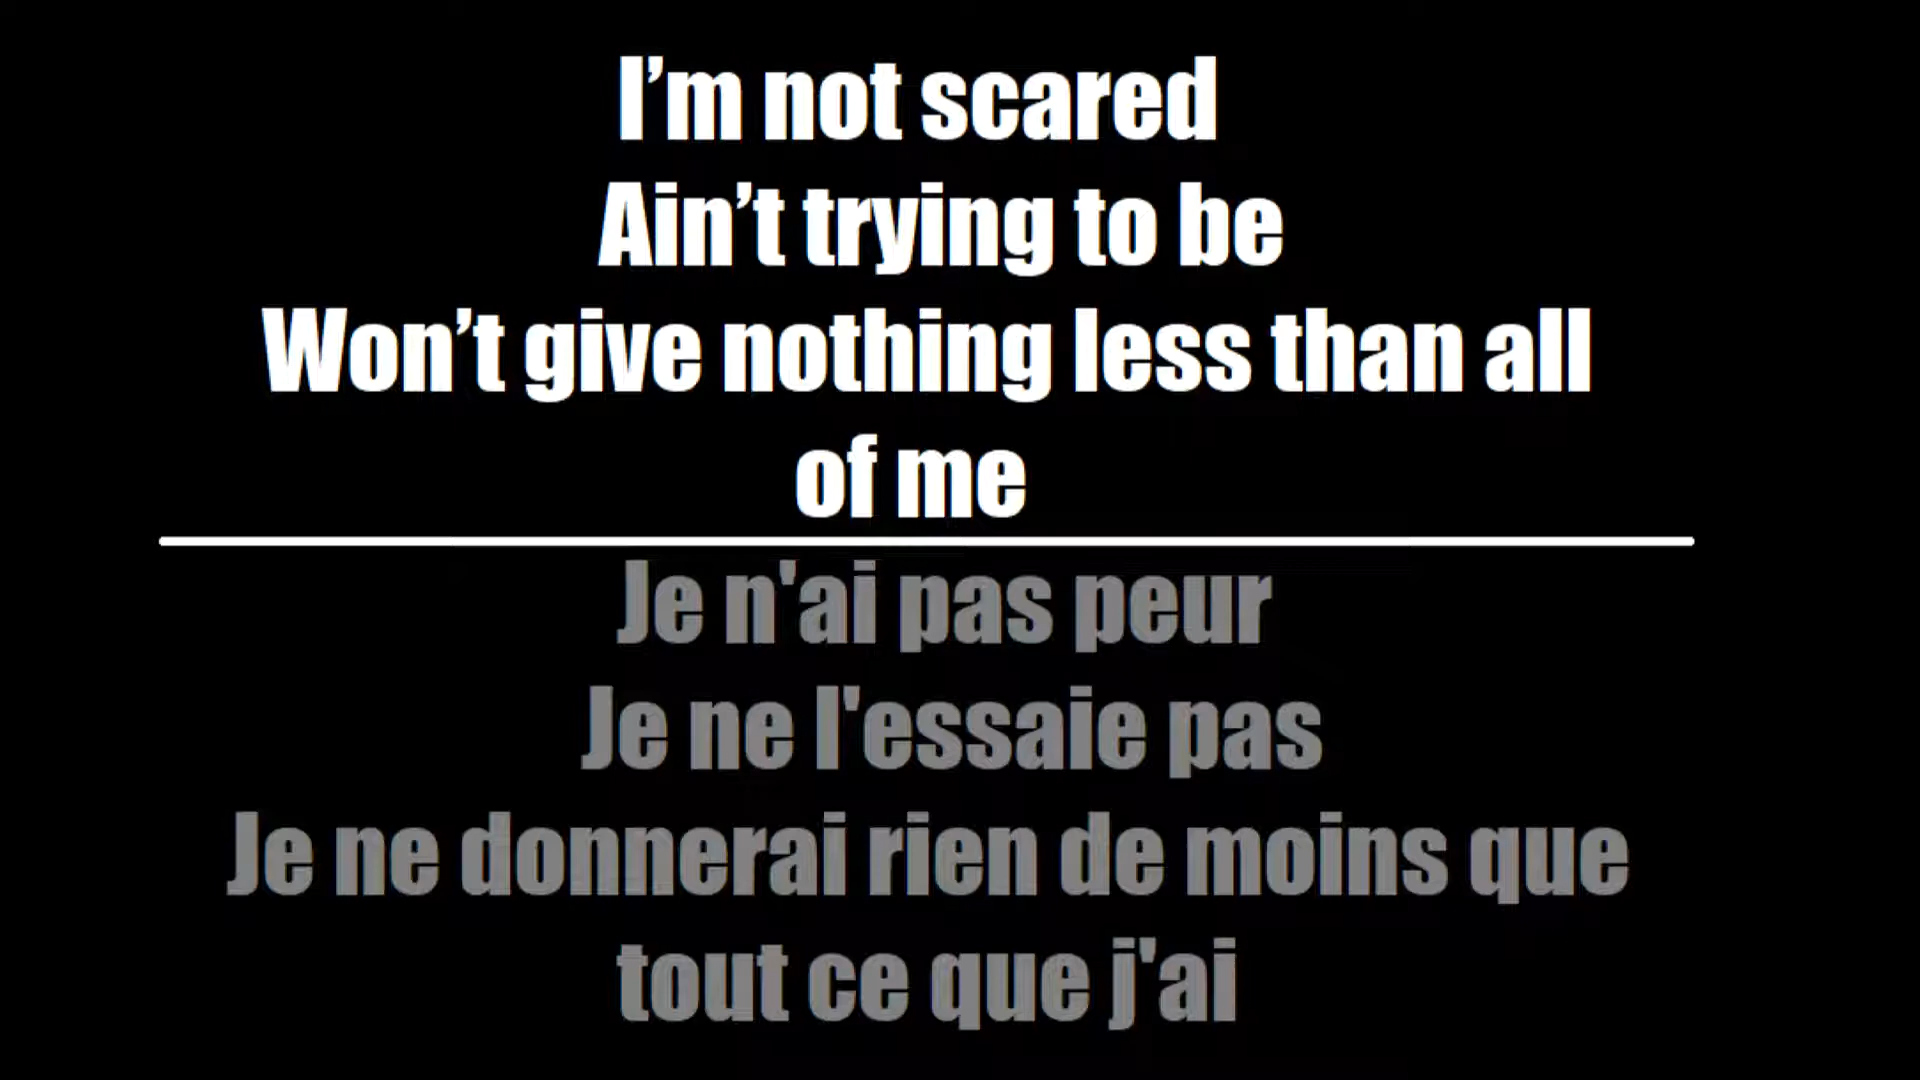 I’m not scared
Ain’t trying to be
Won’t give nothing less than all
of me
Je n'ai pas peur
Je ne l'essaie pas
Je ne donnerai rien de moins que
tout ce que j'ai